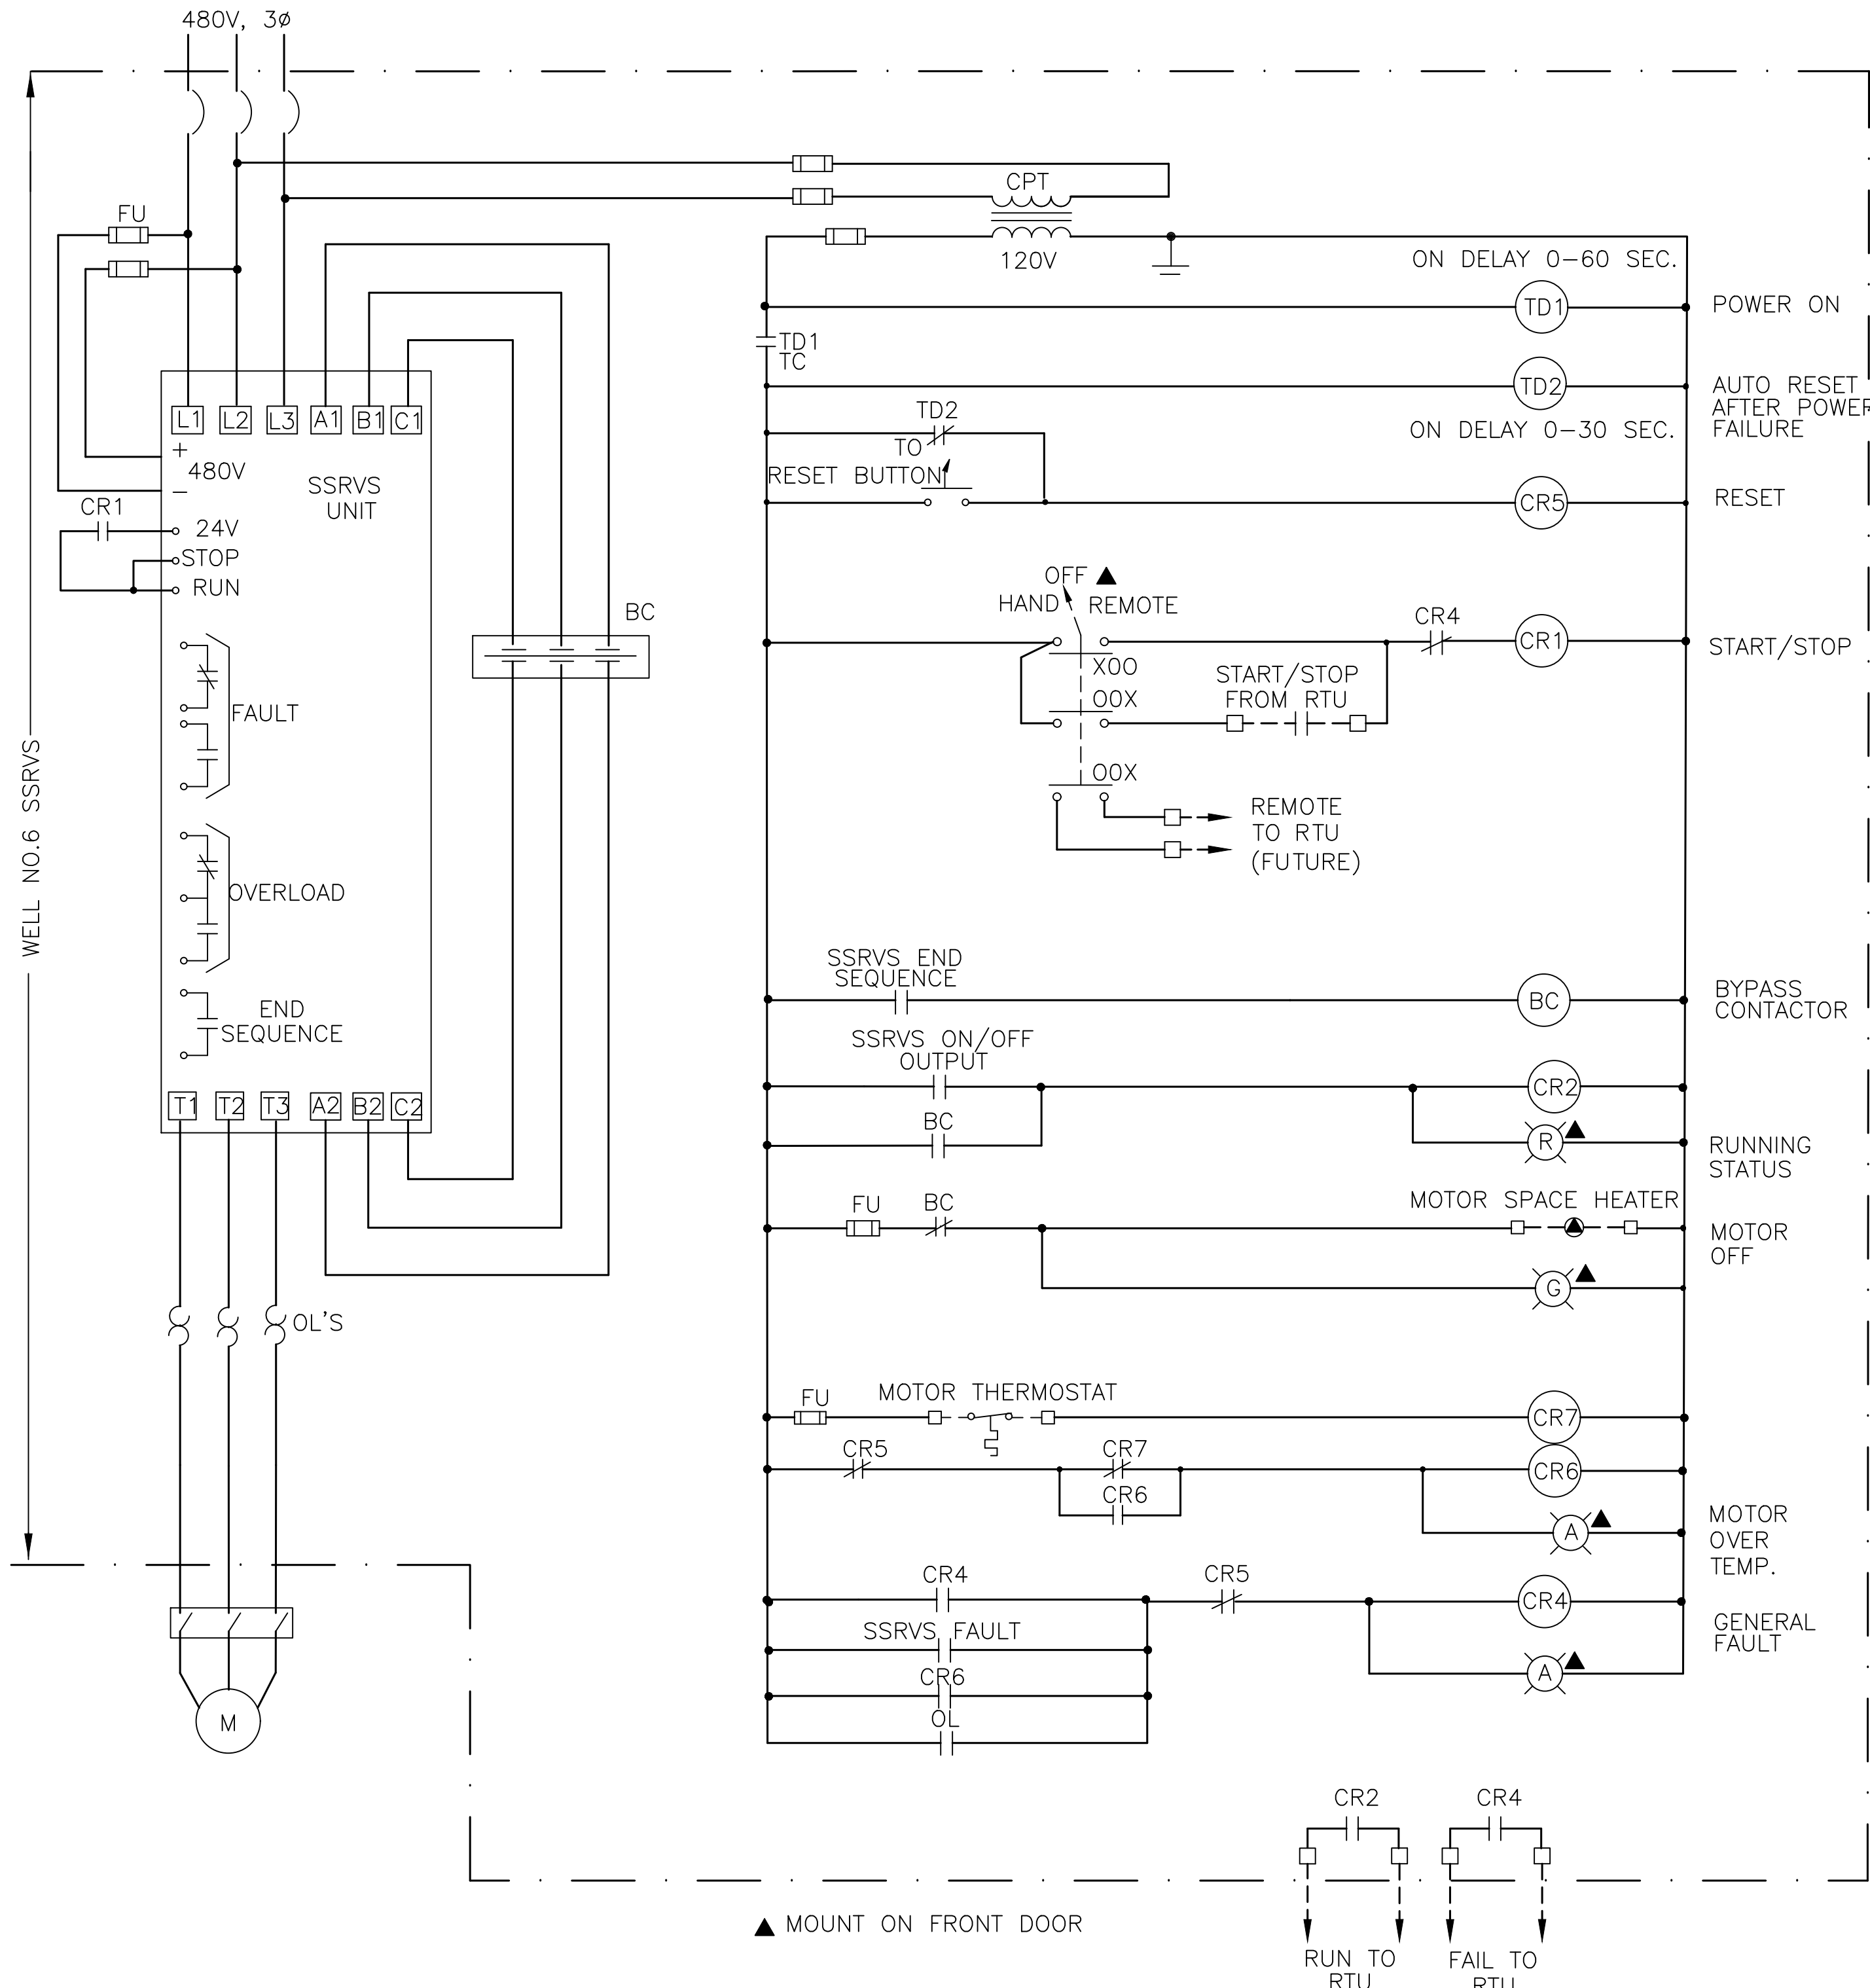 480V, 3ø
FU
CPT
120V
ON DELAY 0-60 SEC.
TD1
POWER ON
TD1
TC
TD2
AUTO RESET
AFTER POWER
FAILURE
ON DELAY 0-30 SEC.
TD2
TO
RESET BUTTON
CR5
RESET
L1 L2 L3 A1 B1 C1
+
480V
−
SSRVS
UNIT
CR1
24V
STOP
RUN
BC
FAULT
OVERLOAD
END
SEQUENCE
T1 T2 T3 A2 B2 C2
OL'S
M
WELL NO.6 SSRVS
OFF
HAND REMOTE
XOO
OOX
START/STOP
FROM RTU
CR4
CR1
START/STOP
OOX
REMOTE
TO RTU
(FUTURE)
SSRVS END
SEQUENCE
BC
BYPASS
CONTACTOR
SSRVS ON/OFF
OUTPUT
CR2
BC
R
RUNNING
STATUS
FU
BC
MOTOR SPACE HEATER
MOTOR
OFF
G
FU
MOTOR THERMOSTAT
CR7
CR5
CR7
CR6
CR6
A
MOTOR
OVER
TEMP.
CR4
CR5
CR4
SSRVS FAULT
GENERAL
FAULT
CR6
A
OL
CR2
CR4
RUN TO
RTU
FAIL TO
RTU
▲ MOUNT ON FRONT DOOR